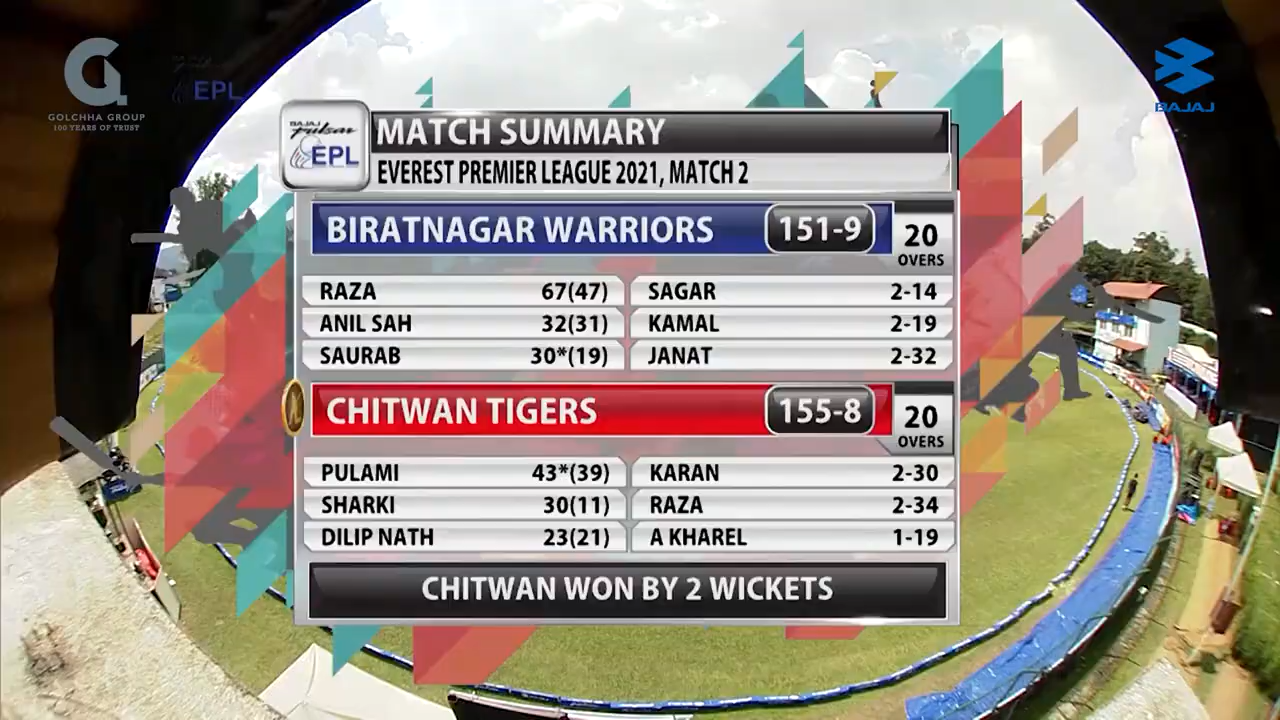 GOLCHHA GROUP
100 YEARS OF TRUST
EPL
BAJAJ
BAJAJ
Pulsar
EPL
MATCH SUMMARY
EVEREST PREMIER LEAGUE 2021, MATCH 2
BIRATNAGAR WARRIORS 151-9 20 OVERS
RAZA 67(47) SAGAR 2-14
ANIL SAH 32(31) KAMAL 2-19
SAURAB 30*(19) JANAT 2-32
CHITWAN TIGERS 155-8 20 OVERS
PULAMI 43*(39) KARAN 2-30
SHARKI 30(11) RAZA 2-34
DILIP NATH 23(21) A KHAREL 1-19
CHITWAN WON BY 2 WICKETS